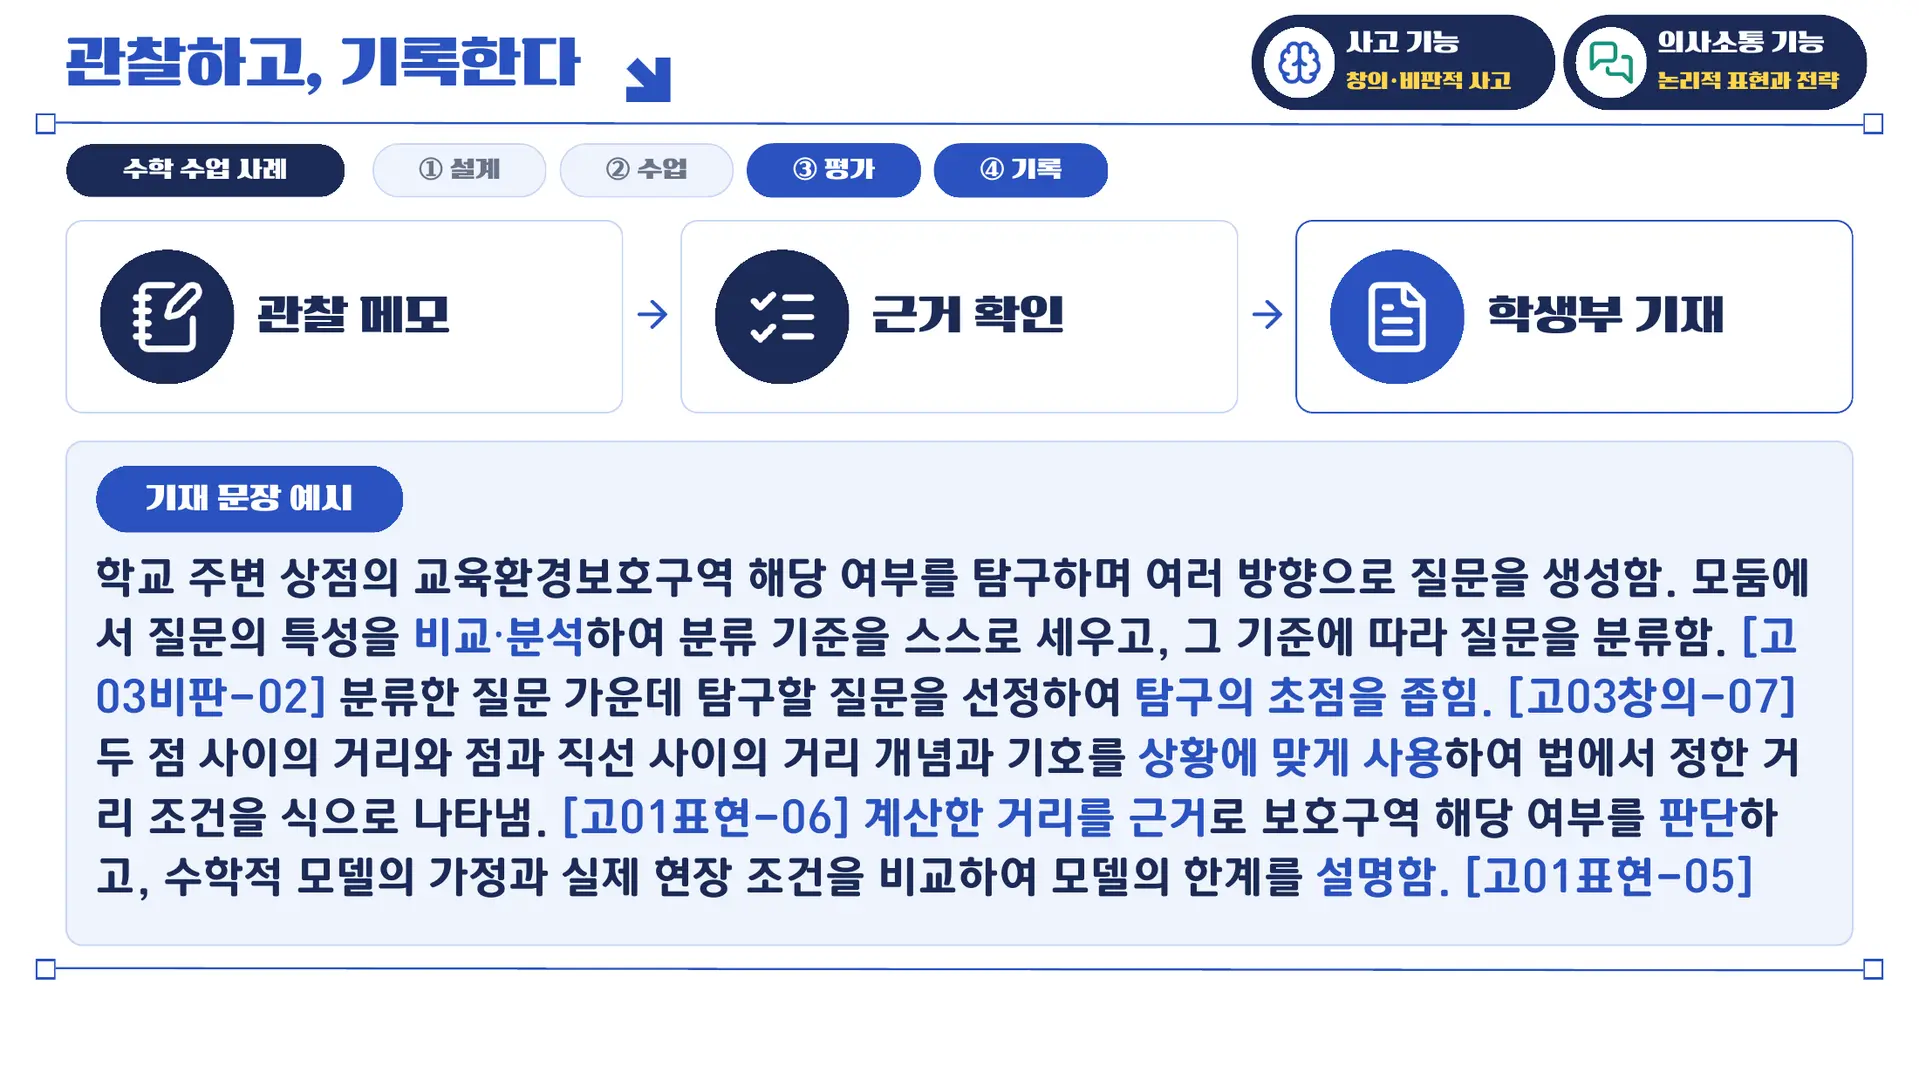 관찰하고, 기록한다
사고 기능
창의·비판적 사고
의사소통 기능
논리적 표현과 전략
수학 수업 사례
① 설계
② 수업
③ 평가
④ 기록
관찰 메모
근거 확인
학생부 기재
기재 문장 예시
학교 주변 상점의 교육환경보호구역 해당 여부를 탐구하며 여러 방향으로 질문을 생성함. 모둠에
서 질문의 특성을 비교·분석하여 분류 기준을 스스로 세우고, 그 기준에 따라 질문을 분류함. [고
03비판-02] 분류한 질문 가운데 탐구할 질문을 선정하여 탐구의 초점을 좁힘. [고03창의-07]
두 점 사이의 거리와 점과 직선 사이의 거리 개념과 기호를 상황에 맞게 사용하여 법에서 정한 거
리 조건을 식으로 나타냄. [고01표현-06] 계산한 거리를 근거로 보호구역 해당 여부를 판단하
고, 수학적 모델의 가정과 실제 현장 조건을 비교하여 모델의 한계를 설명함. [고01표현-05]